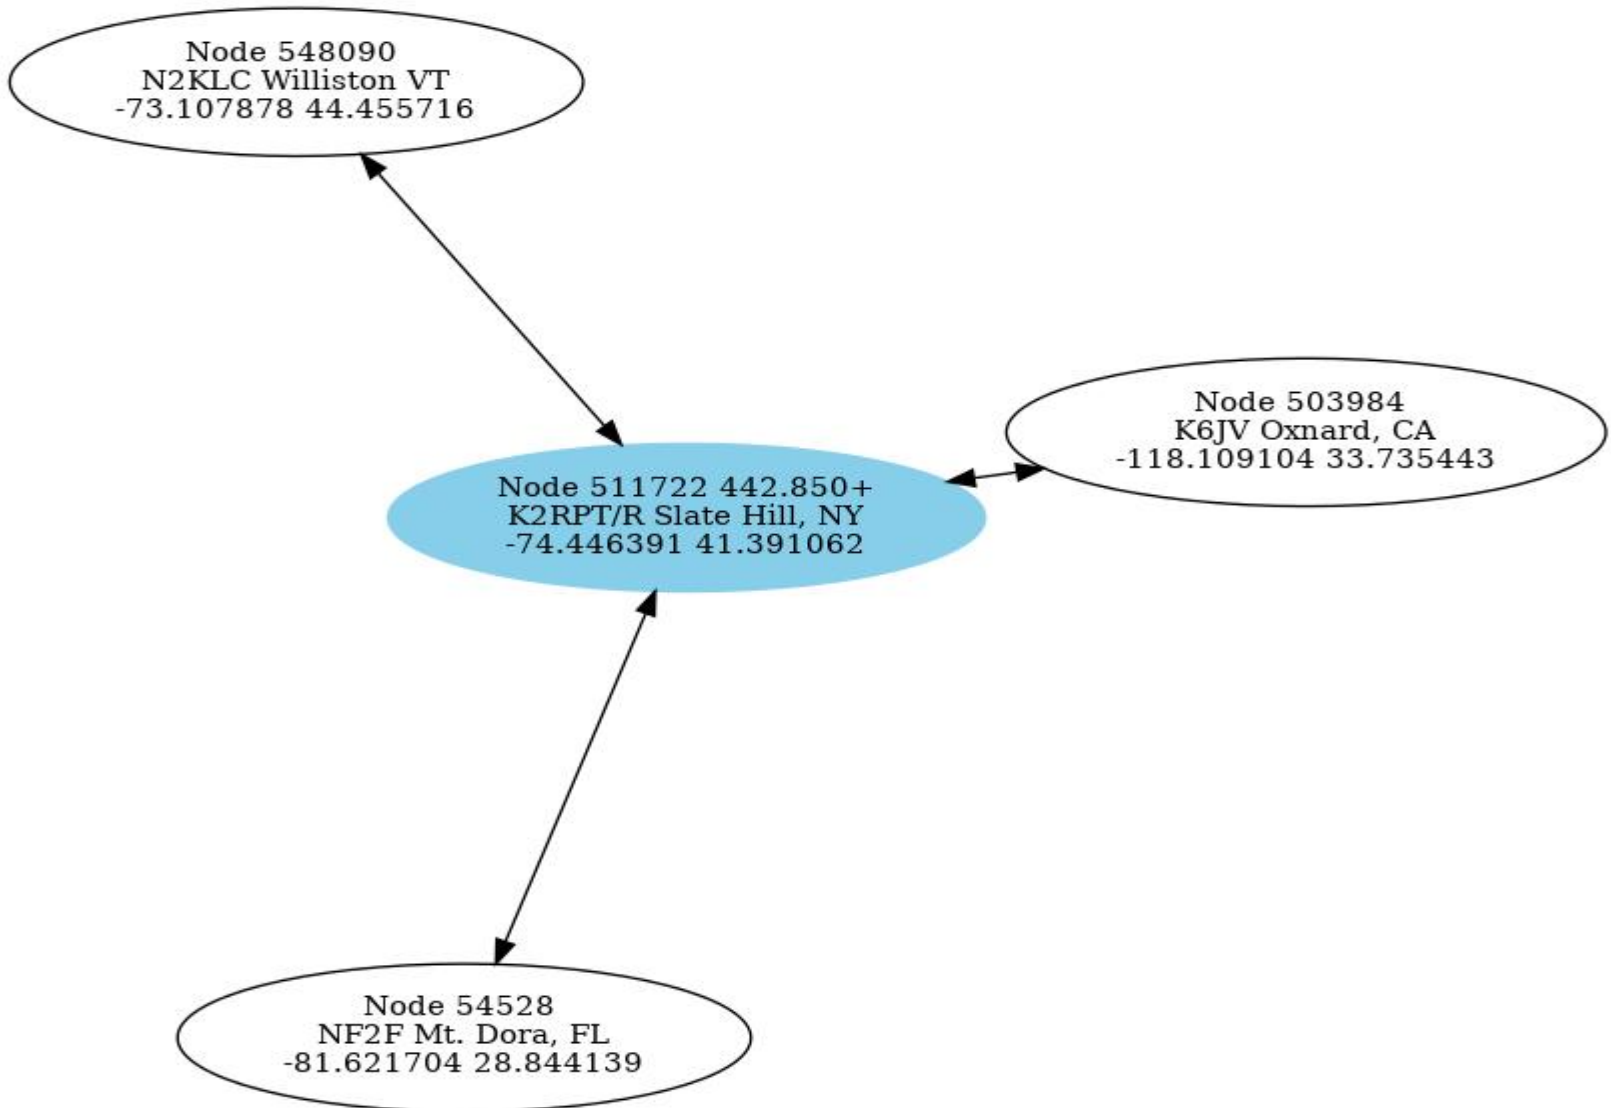 Node 548090
N2KLC Williston VT
-73.107878 44.455716
Node 503984
K6JV Oxnard, CA
-118.109104 33.735443
Node 511722 442.850+
K2RPT/R Slate Hill, NY
-74.446391 41.391062
Node 54528
NF2F Mt. Dora, FL
-81.621704 28.844139